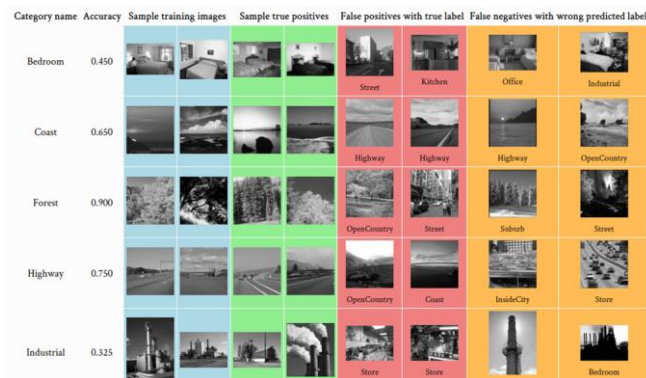 Category name Accuracy Sample training images Sample true positives False positives with true label False negatives with wrong predicted label
Bedroom 0.450
Street Kitchen Office Industrial
Coast 0.650
Highway Highway Highway OpenCountry
Forest 0.900
OpenCountry Street Suburb Street
Highway 0.750
OpenCountry Coast InsideCity Store
Industrial 0.325
Store Store Bedroom